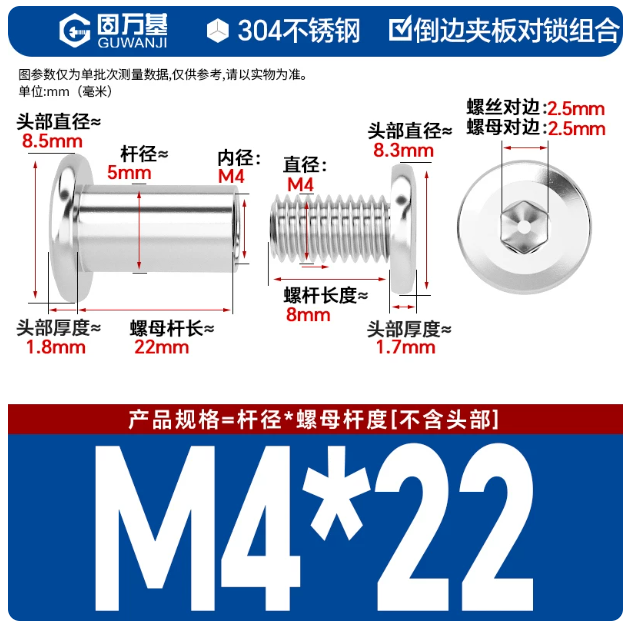 固万基
GUWANJI
304不锈钢
倒边夹板对锁组合
图参数仅为单批次测量数据,仅供参考,请以实物为准。
单位:mm（毫米）
头部直径≈
8.5mm
杆径≈
5mm
内径:
M4
直径:
M4
头部直径≈
8.3mm
螺丝对边:2.5mm
螺母对边:2.5mm
头部厚度≈
1.8mm
螺母杆长≈
22mm
螺杆长度≈
8mm
头部厚度≈
1.7mm
产品规格=杆径*螺母杆度[不含头部]
M4*22